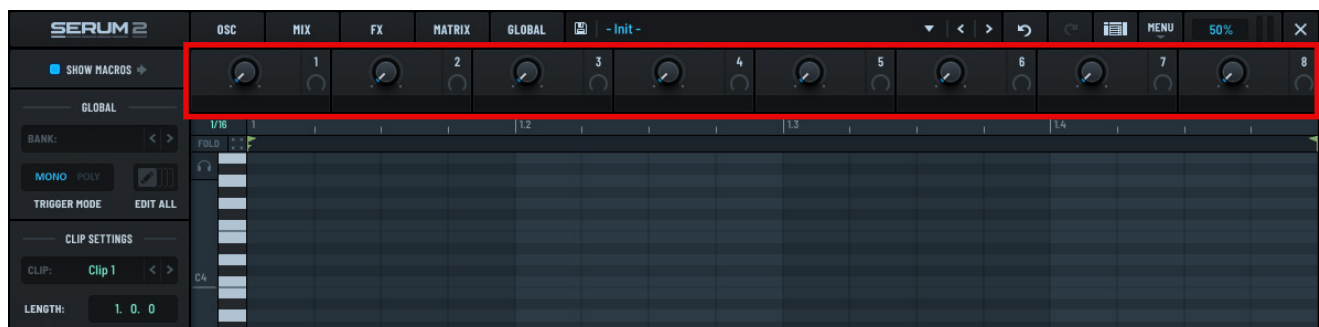 SERUM 2 OSC MIX FX MATRIX GLOBAL - Init - MENU 50%
SHOW MACROS 1 2 3 4 5 6 7 8
GLOBAL
1/16 1 1.2 1.3 1.4
BANK: FOLD
MONO POLY
TRIGGER MODE EDIT ALL
CLIP SETTINGS
CLIP: Clip 1 C4
LENGTH: 1. 0. 0